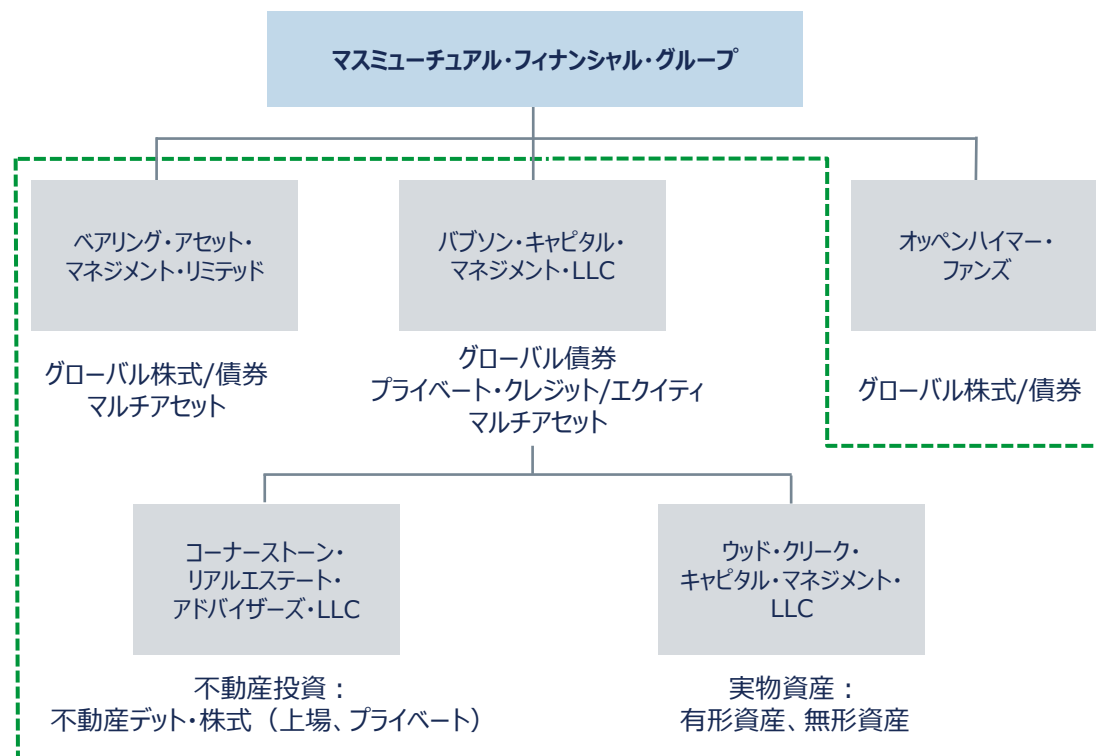 マスミューチュアル・フィナンシャル・グループ
ベアリング・アセット・
マネジメント・リミテッド
バブソン・キャピタル・
マネジメント・LLC
オッペンハイマー・
ファンズ
グローバル株式/債券
マルチアセット
グローバル債券
プライベート・クレジット/エクイティ
マルチアセット
グローバル株式/債券
コーナーストーン・
リアルエステート・
アドバイザーズ・LLC
ウッド・クリーク・
キャピタル・マネジメント・
LLC
不動産投資：
不動産デット・株式（上場、プライベート）
実物資産：
有形資産、無形資産